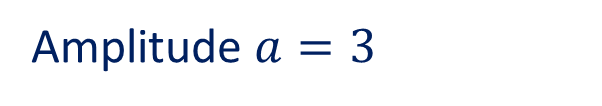 Amplitude 𝑎 = 3